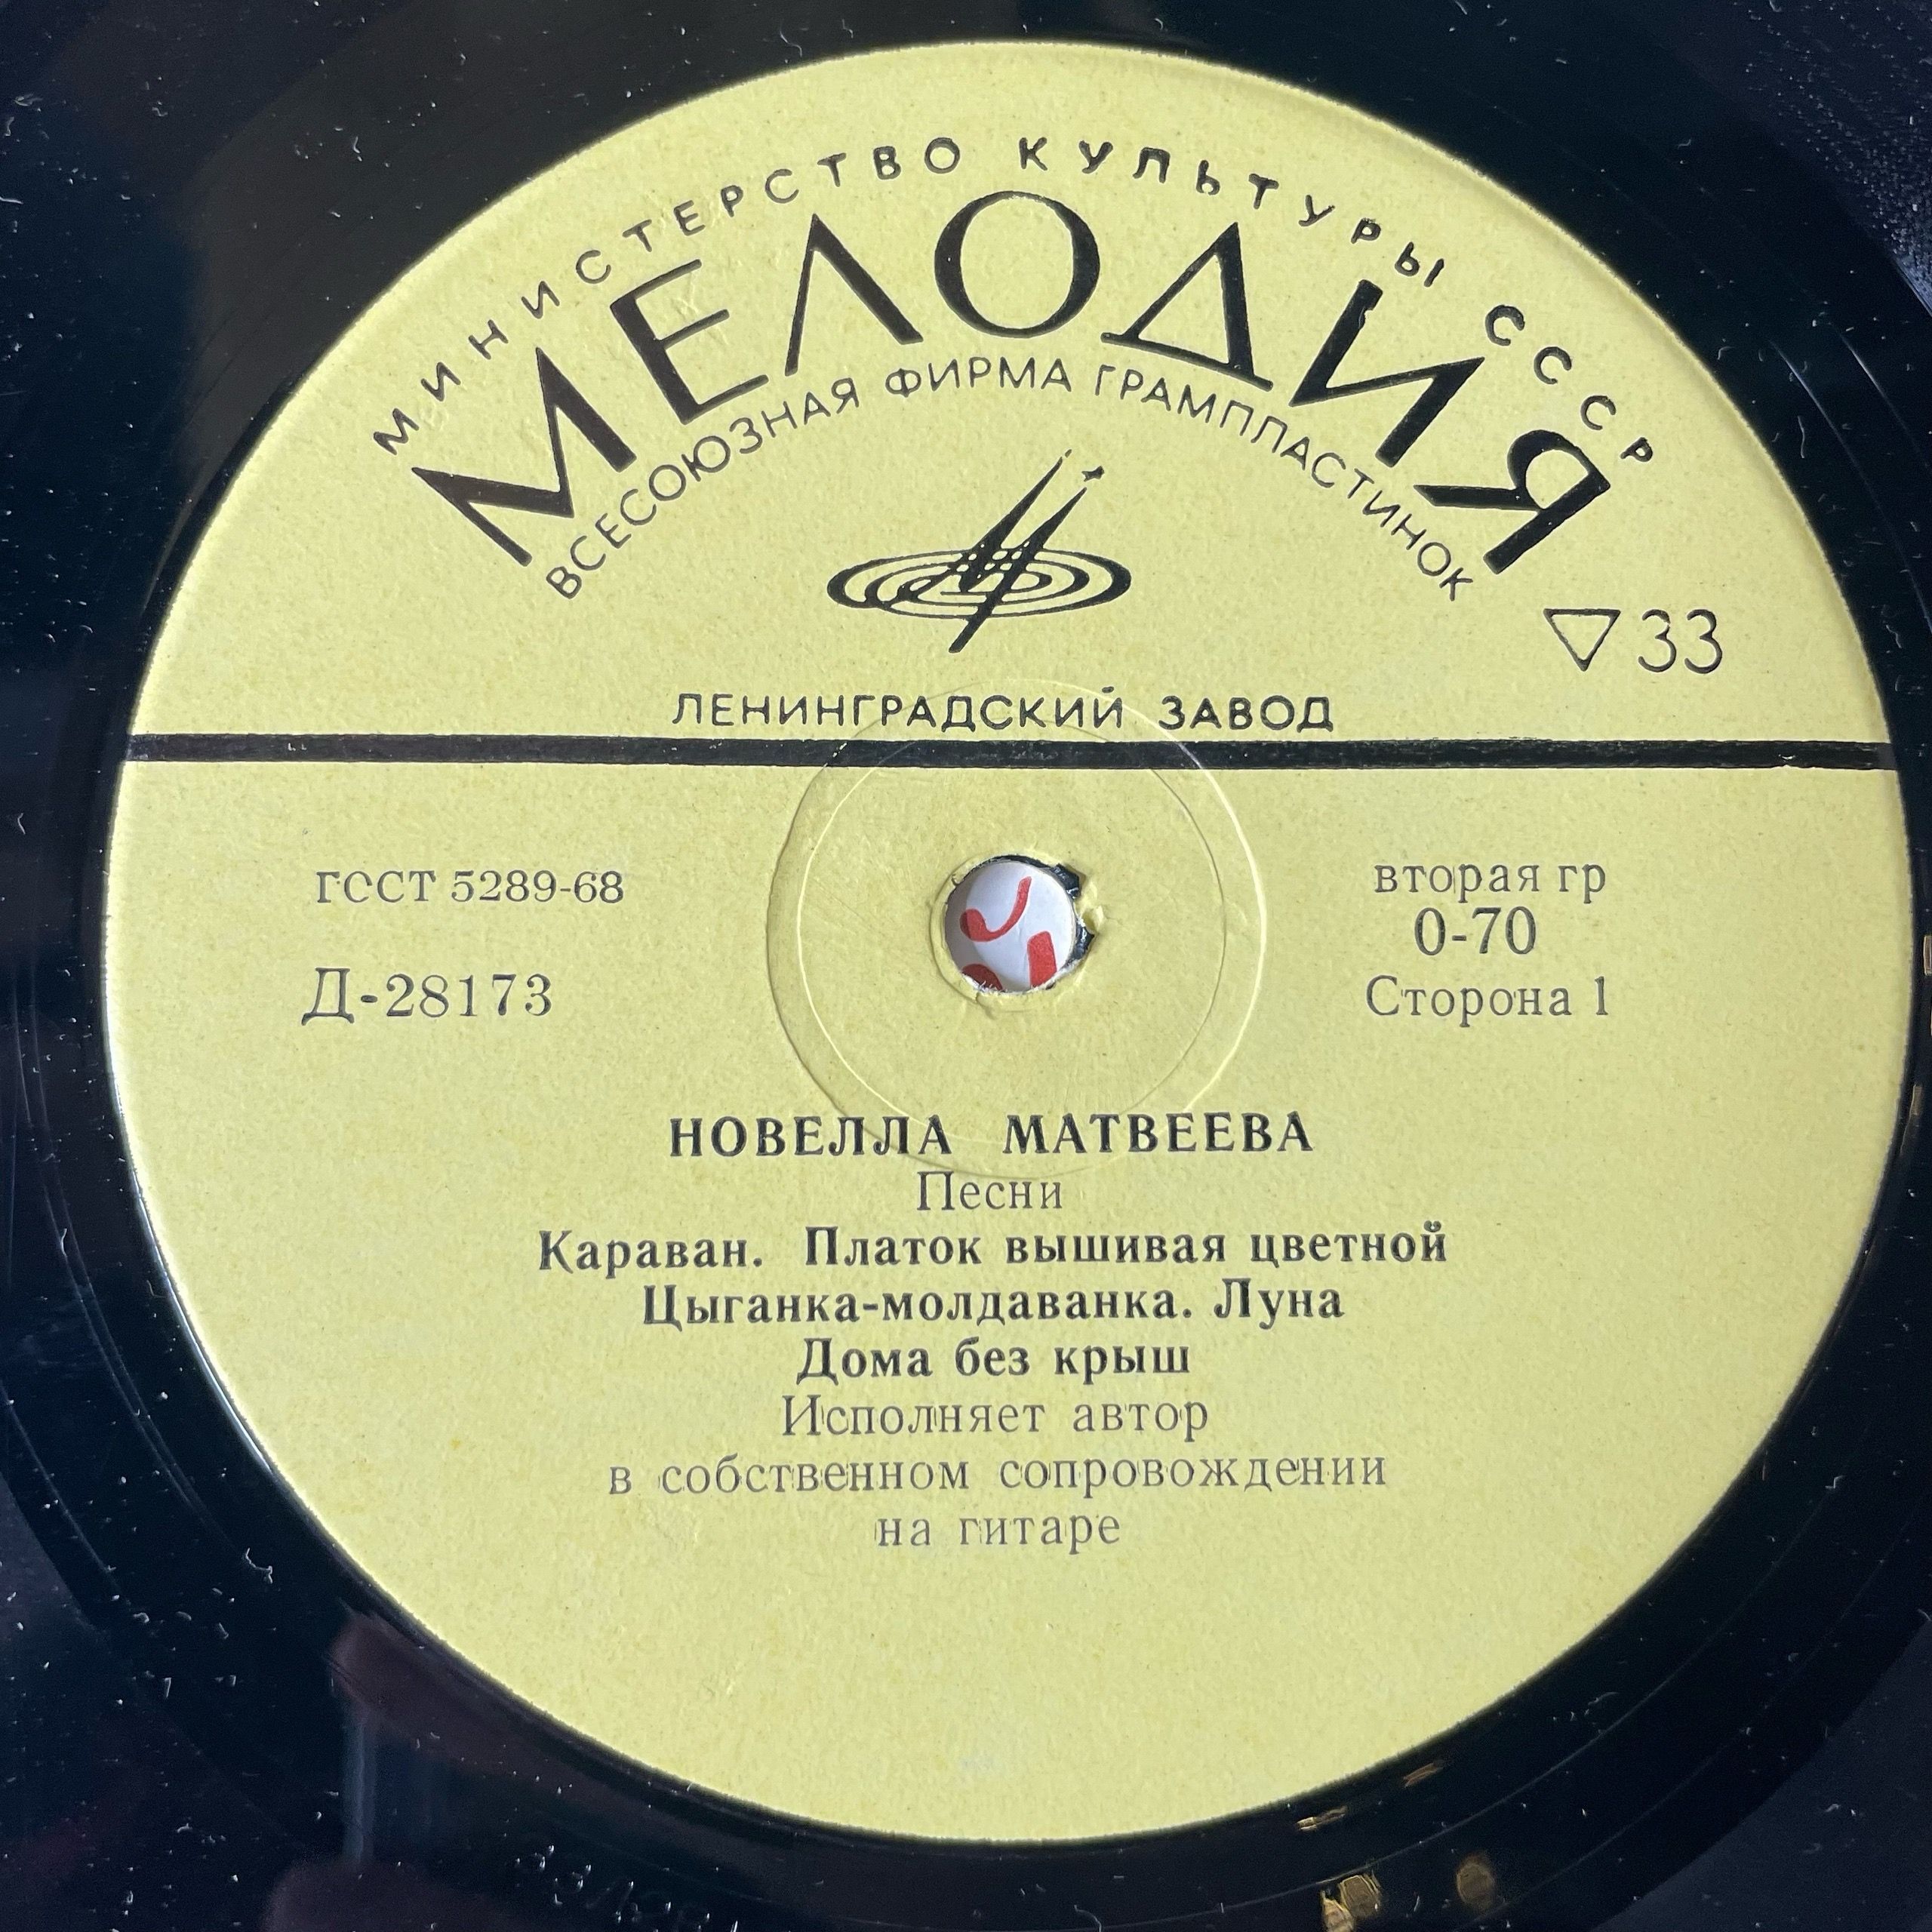 МИНИСТЕРСТВО КУЛЬТУРЫ СССР
МЕЛОДИЯ
ВСЕСОЮЗНАЯ ФИРМА ГРАМПЛАСТИНОК
▽33
ЛЕНИНГРАДСКИЙ ЗАВОД
ГОСТ 5289-68
вторая гр
0-70
Д-28173
Сторона 1
НОВЕЛЛА МАТВЕЕВА
Песни
Караван. Платок вышивая цветной
Цыганка-молдаванка. Луна
Дома без крыш
Исполняет автор
в собственном сопровождении
на гитаре